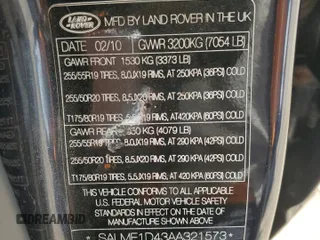 LAND ROVER
MFD BY LAND ROVER IN THE UK
DATE 02/10 GVWR 3200KG (7054 LB)
GAWR FRONT 1530 KG (3373 LB)
255/55R19 TIRES, 8.0JX19 RIMS, AT 250KPA (36PSI) COLD
255/50R20 TIRES, 8.5JX20 RIMS, AT 250KPA (36PSI) COLD
T175/80R19 TIRES, 5.5JX19 RIMS, AT 420KPA (60PSI) COLD
GAWR REAR 1850 KG (4079 LB)
255/55R19 TIRES, 8.0JX19 RIMS, AT 290 KPA (42PSI) COLD
255/50R20 TIRES, 8.5JX20 RIMS, AT 290 KPA (42PSI) COLD
T175/80R19 TIRES, 5.5JX19 RIMS, AT 420 KPA (60PSI) COLD
THIS VEHICLE CONFORMS TO ALL APPLICABLE
U.S. FEDERAL MOTOR VEHICLE SAFETY
STANDARDS IN EFFECT ON THE DATE OF
MANUFACTURE SHOWN ABOVE
SALMF1D43AA321573
DREAMBID